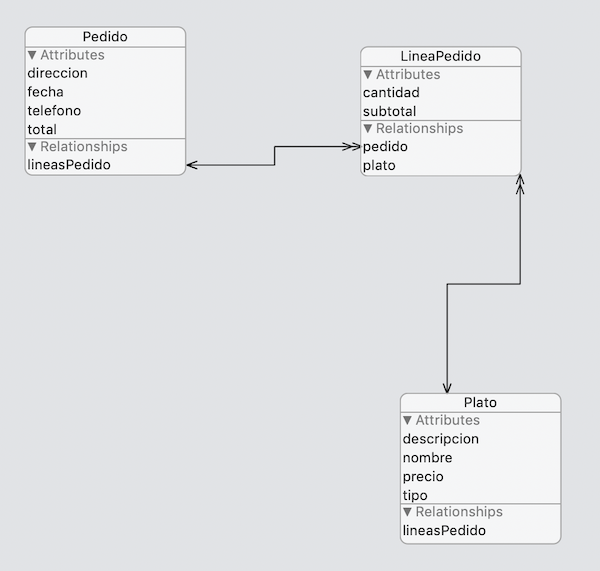 Pedido
▼ Attributes
direccion
fecha
telefono
total
▼ Relationships
lineasPedido
LineaPedido
▼ Attributes
cantidad
subtotal
▼ Relationships
pedido
plato
Plato
▼ Attributes
descripcion
nombre
precio
tipo
▼ Relationships
lineasPedido